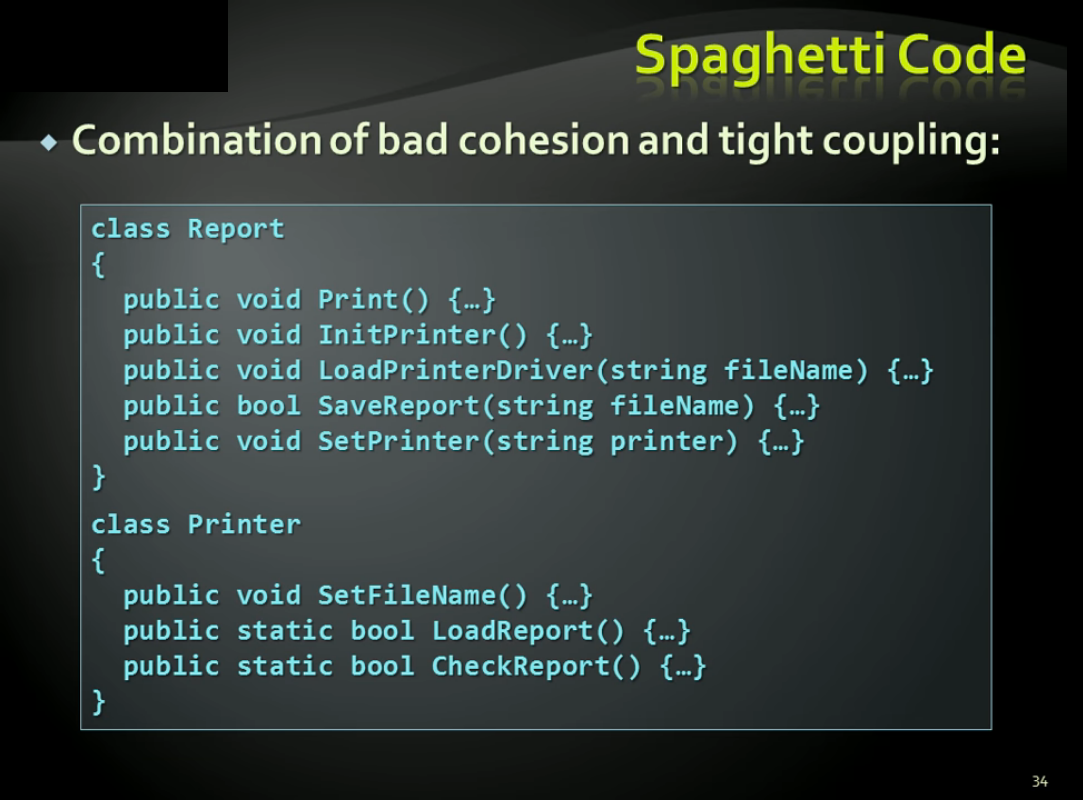 Spaghetti Code
Combination of bad cohesion and tight coupling:
class Report
{
  public void Print() {…}
  public void InitPrinter() {…}
  public void LoadPrinterDriver(string fileName) {…}
  public bool SaveReport(string fileName) {…}
  public void SetPrinter(string printer) {…}
}
class Printer
{
  public void SetFileName() {…}
  public static bool LoadReport() {…}
  public static bool CheckReport() {…}
}
34